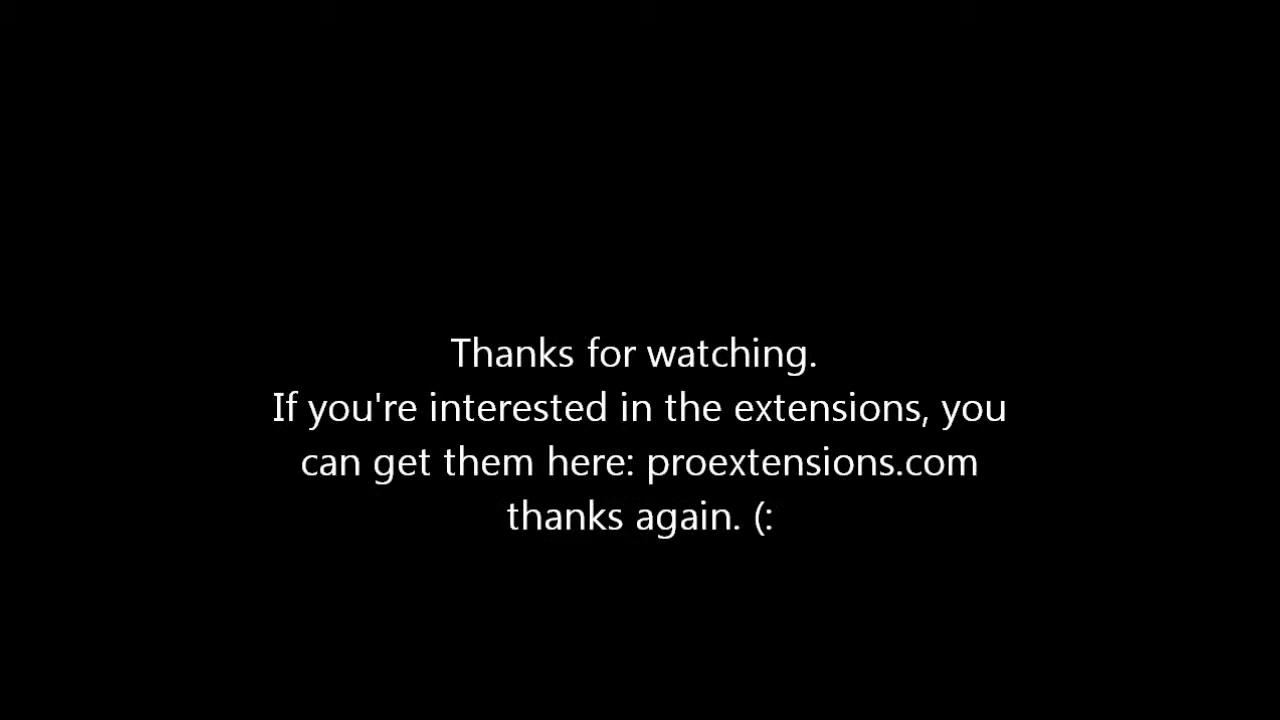 Thanks for watching.
If you're interested in the extensions, you
can get them here: proextensions.com
thanks again. (: